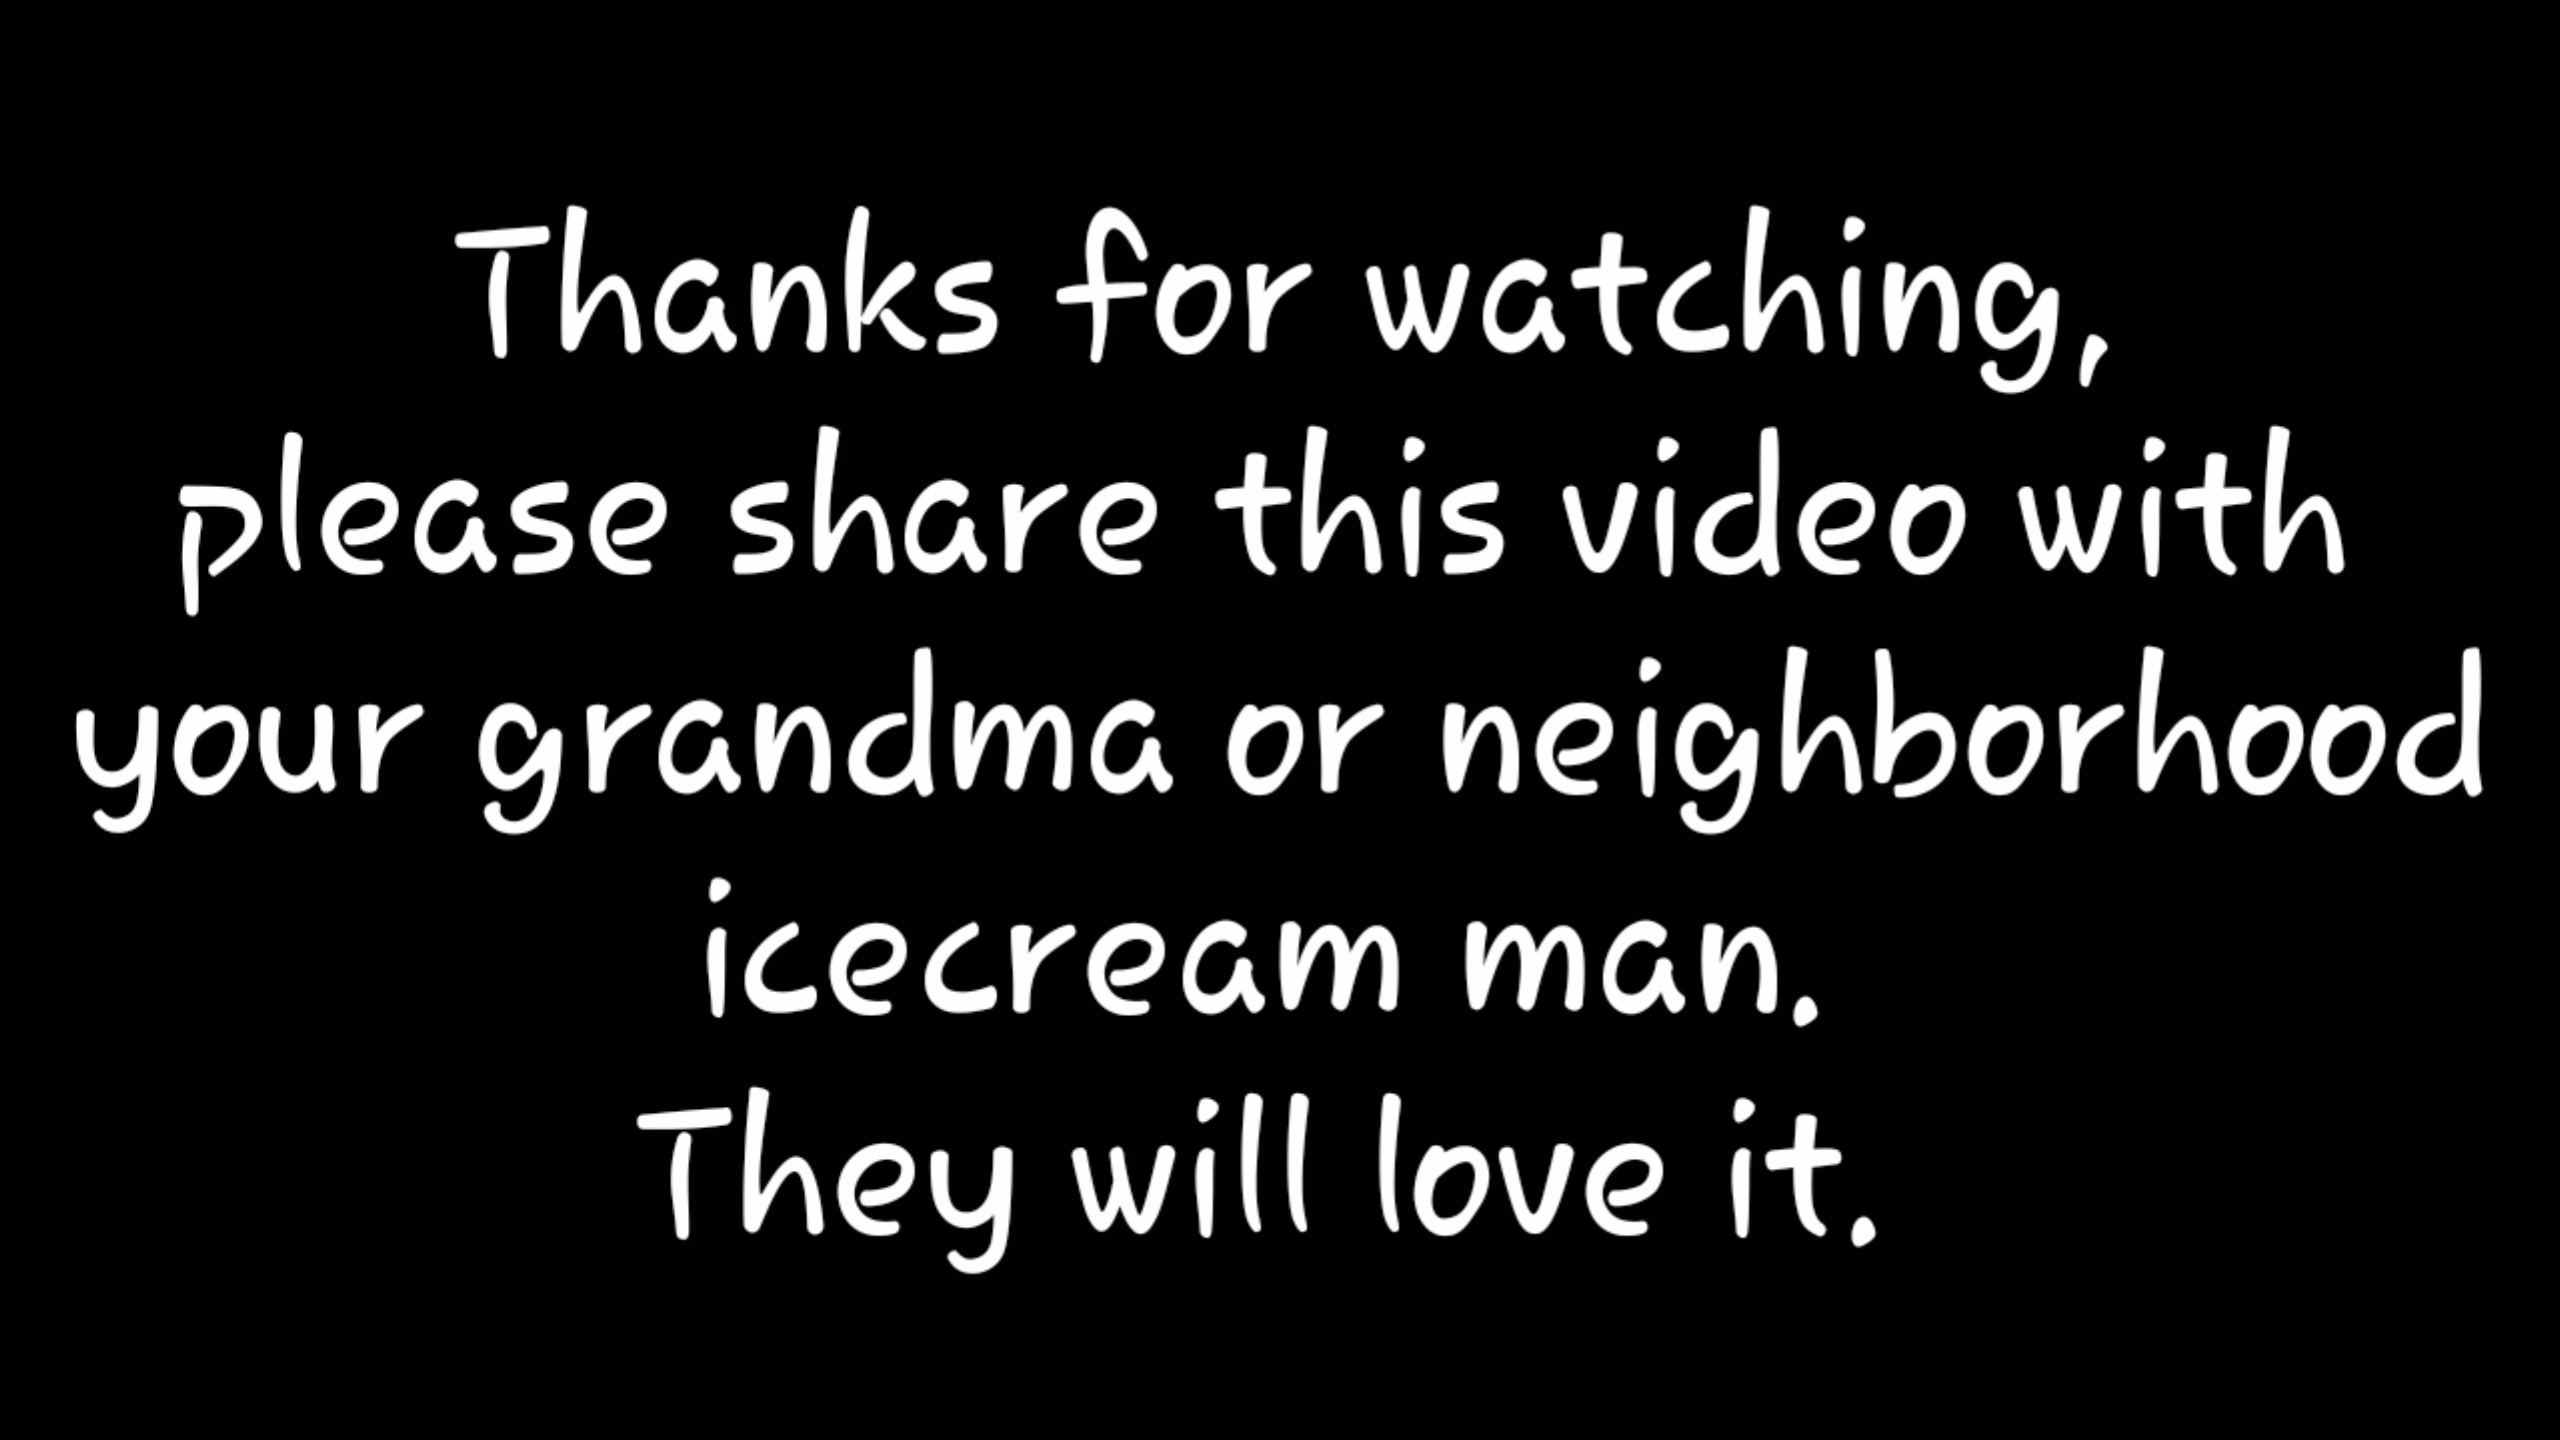 Thanks for watching,
please share this video with
your grandma or neighborhood
icecream man.
They will love it.